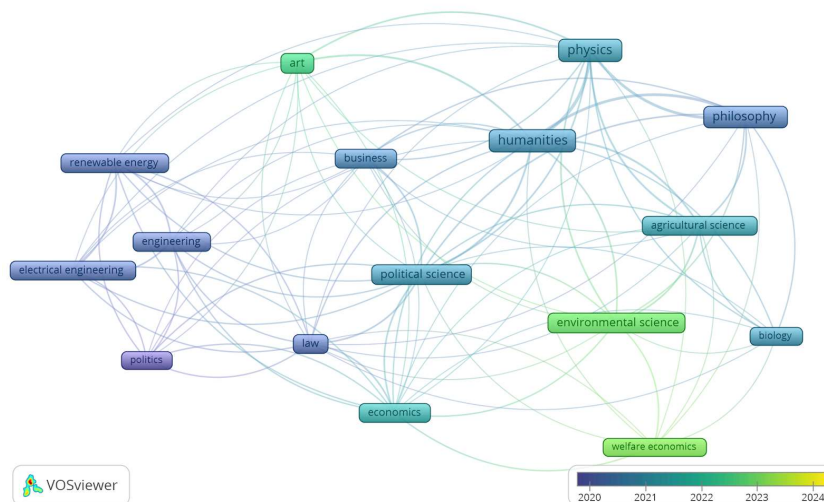 physics
art
philosophy
humanities
business
renewable energy
agricultural science
engineering
electrical engineering
political science
environmental science
biology
law
politics
economics
welfare economics
VOSviewer
2020 2021 2022 2023 2024